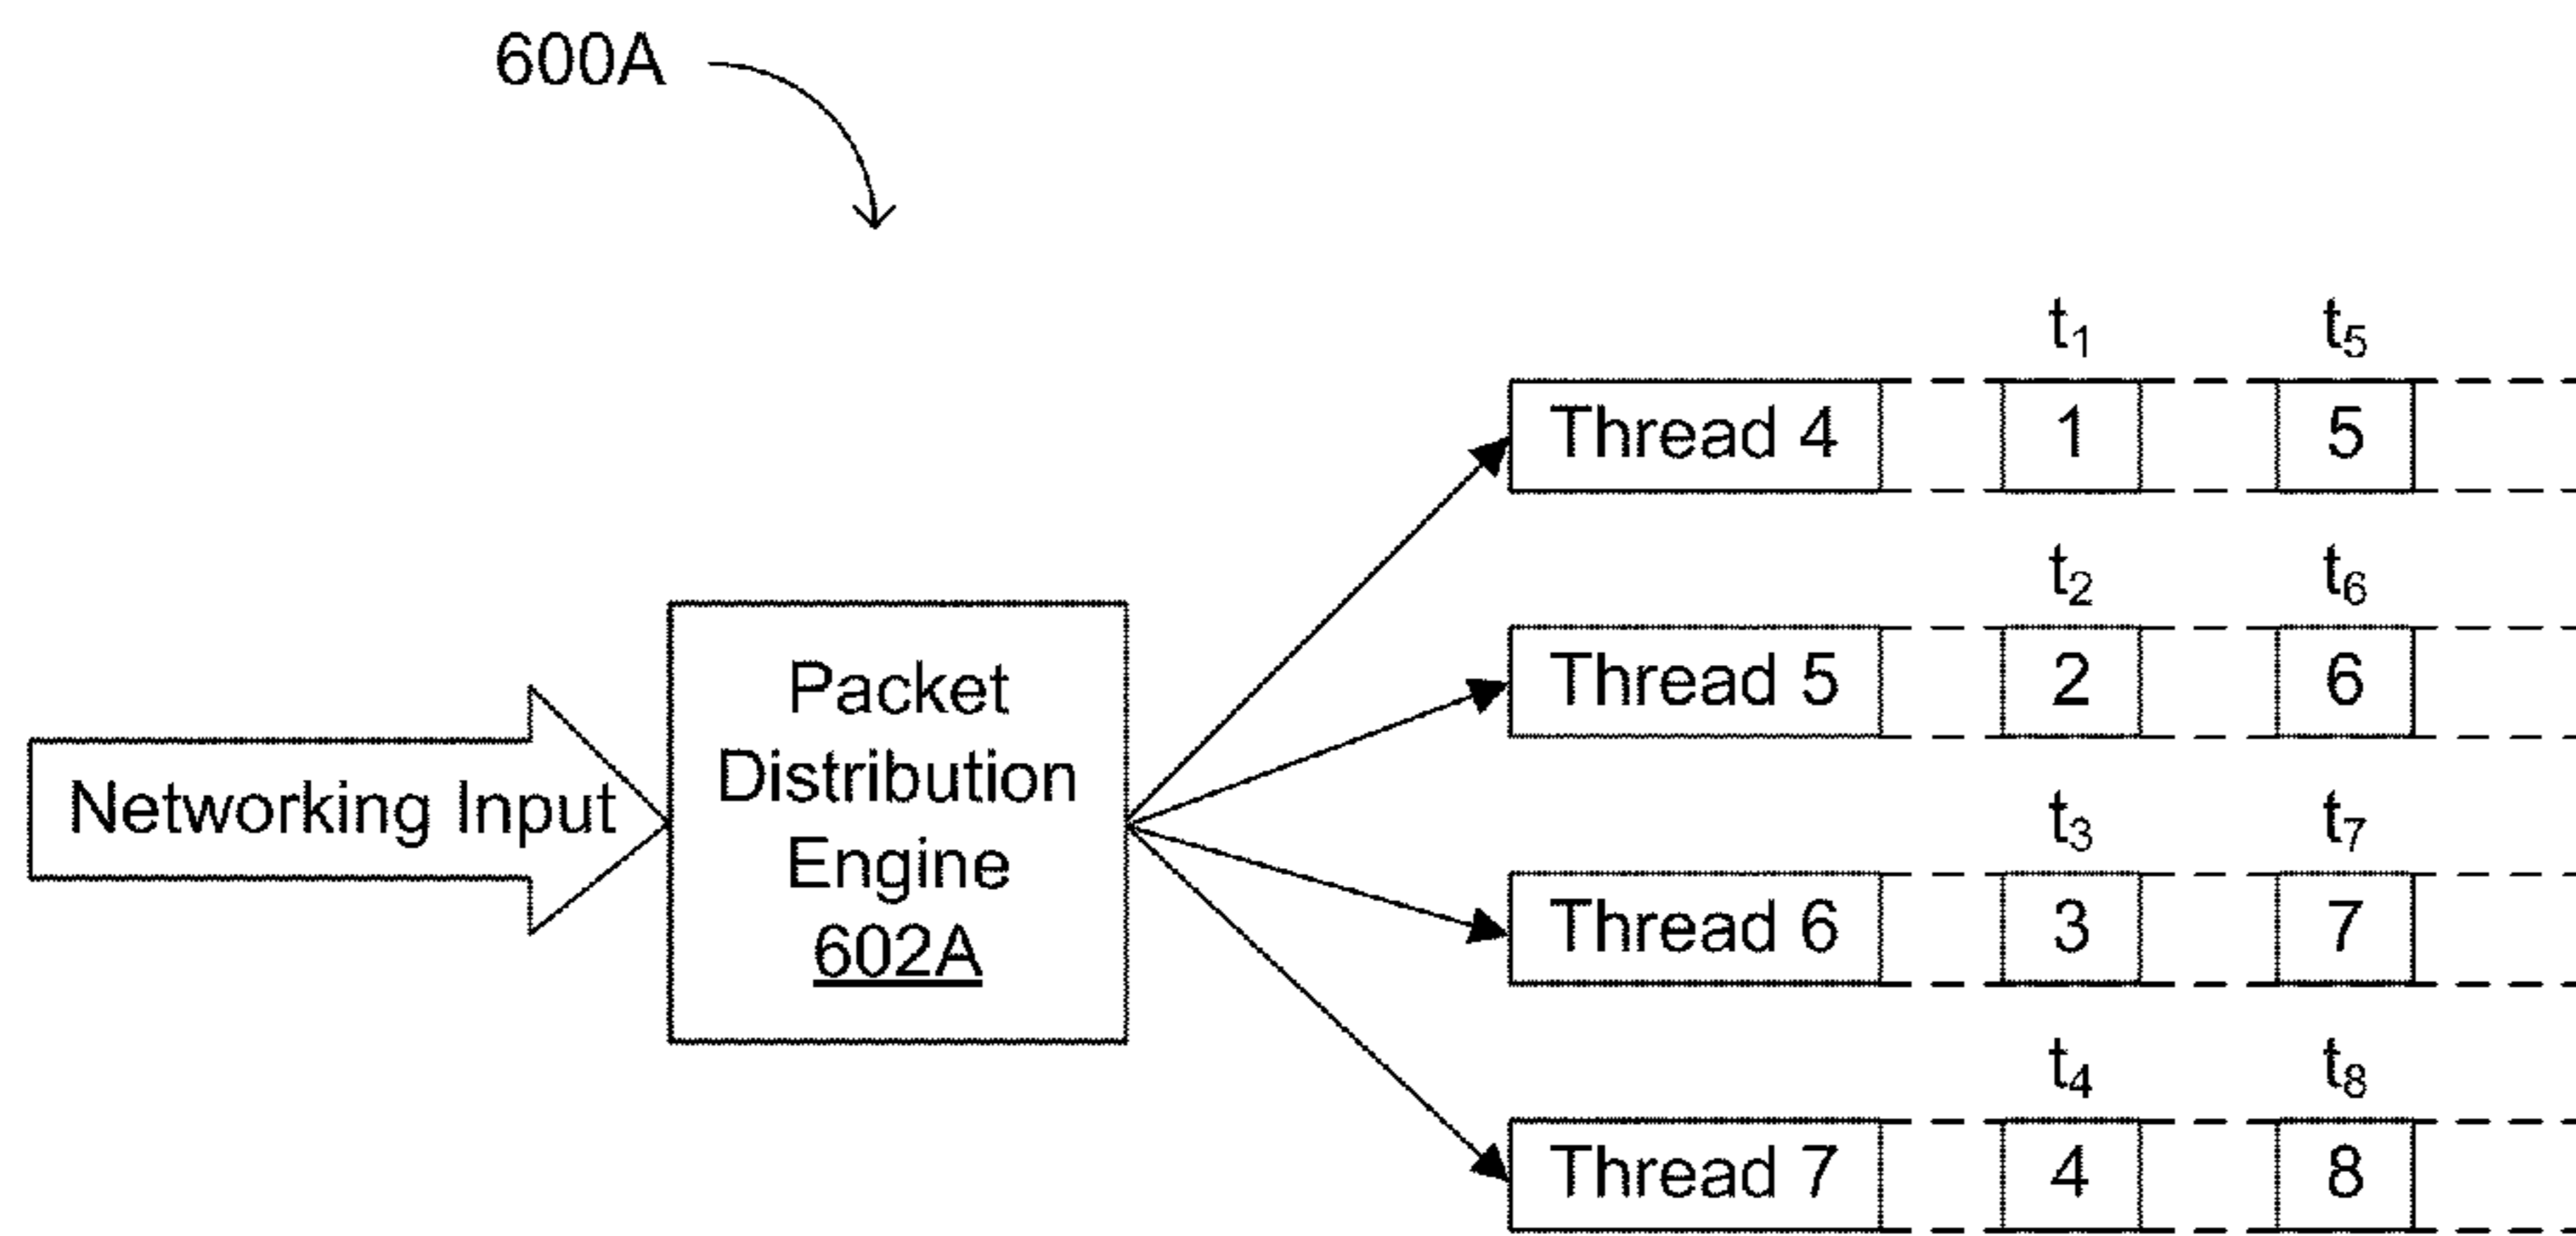 600A
t1 t5
Thread 4 1 5
t2 t6
Thread 5 2 6
Packet
Distribution
Engine
602A
Networking Input
t3 t7
Thread 6 3 7
t4 t8
Thread 7 4 8